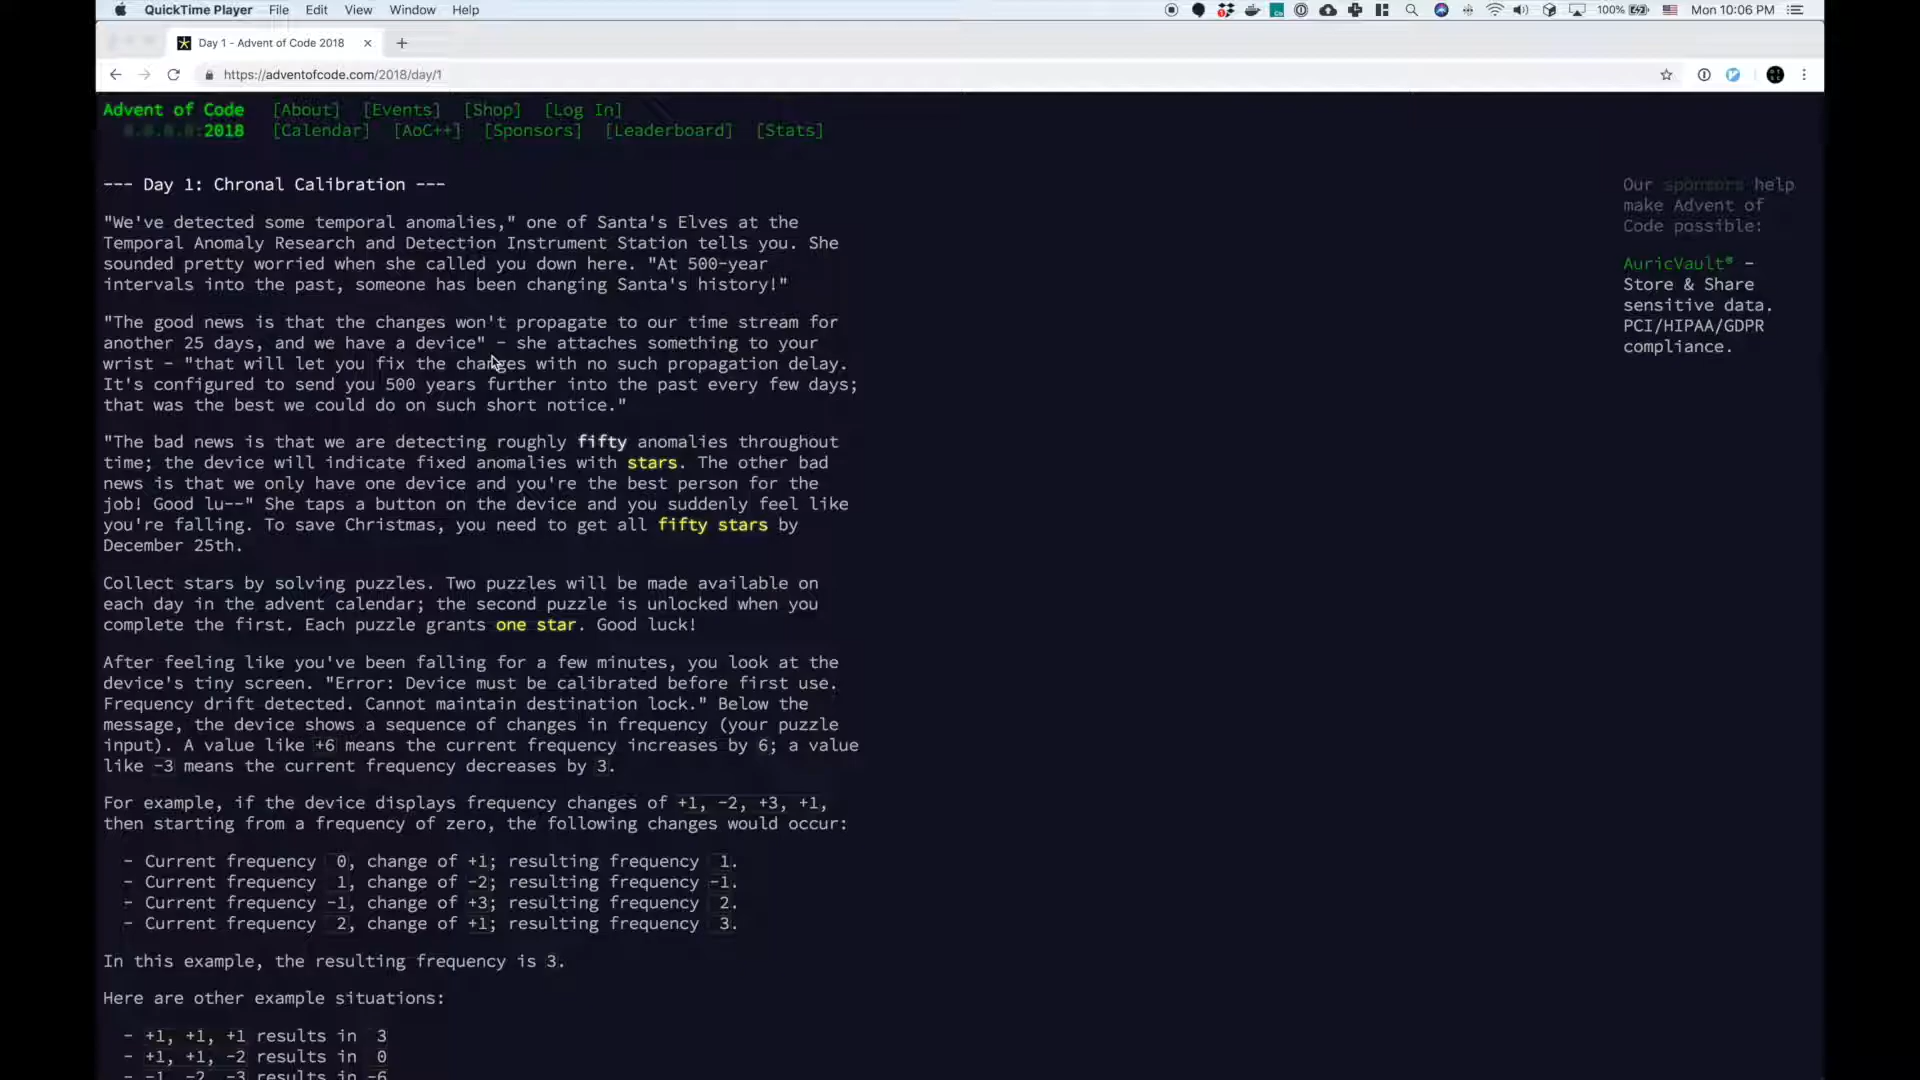 QuickTime Player File Edit View Window Help 100% Mon 10:06 PM
Day 1 - Advent of Code 2018
https://adventofcode.com/2018/day/1
Advent of Code [About] [Events] [Shop] [Log In]
0.0.0.0:2018 [Calendar] [AoC++] [Sponsors] [Leaderboard] [Stats]
--- Day 1: Chronal Calibration ---
"We've detected some temporal anomalies," one of Santa's Elves at the
Temporal Anomaly Research and Detection Instrument Station tells you. She
sounded pretty worried when she called you down here. "At 500-year
intervals into the past, someone has been changing Santa's history!"
"The good news is that the changes won't propagate to our time stream for
another 25 days, and we have a device" - she attaches something to your
wrist - "that will let you fix the changes with no such propagation delay.
It's configured to send you 500 years further into the past every few days;
that was the best we could do on such short notice."
"The bad news is that we are detecting roughly fifty anomalies throughout
time; the device will indicate fixed anomalies with stars. The other bad
news is that we only have one device and you're the best person for the
job! Good lu--" She taps a button on the device and you suddenly feel like
you're falling. To save Christmas, you need to get all fifty stars by
December 25th.
Collect stars by solving puzzles. Two puzzles will be made available on
each day in the advent calendar; the second puzzle is unlocked when you
complete the first. Each puzzle grants one star. Good luck!
After feeling like you've been falling for a few minutes, you look at the
device's tiny screen. "Error: Device must be calibrated before first use.
Frequency drift detected. Cannot maintain destination lock." Below the
message, the device shows a sequence of changes in frequency (your puzzle
input). A value like +6 means the current frequency increases by 6; a value
like -3 means the current frequency decreases by 3.
For example, if the device displays frequency changes of +1, -2, +3, +1,
then starting from a frequency of zero, the following changes would occur:
- Current frequency 0, change of +1; resulting frequency 1.
- Current frequency 1, change of -2; resulting frequency -1.
- Current frequency -1, change of +3; resulting frequency 2.
- Current frequency 2, change of +1; resulting frequency 3.
In this example, the resulting frequency is 3.
Here are other example situations:
- +1, +1, +1 results in 3
- +1, +1, -2 results in 0
- -1, -2, -3 results in -6
Our sponsors help
make Advent of
Code possible:
AuricVault® -
Store & Share
sensitive data.
PCI/HIPAA/GDPR
compliance.